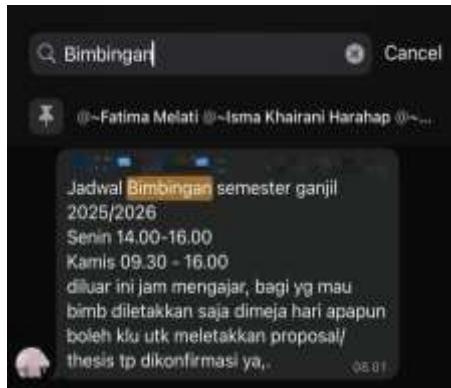 Bimbingan
Cancel
@~Fatima Melati @~Isma Khairani Harahap @~...
Jadwal Bimbingan semester ganjil
2025/2026
Senin 14.00-16.00
Kamis 09.30 - 16.00
diluar ini jam mengajar, bagi yg mau
bimb diletakkan saja dimeja hari apapun
boleh klu utk meletakkan proposal/
thesis tp dikonfirmasi ya,.
08.01